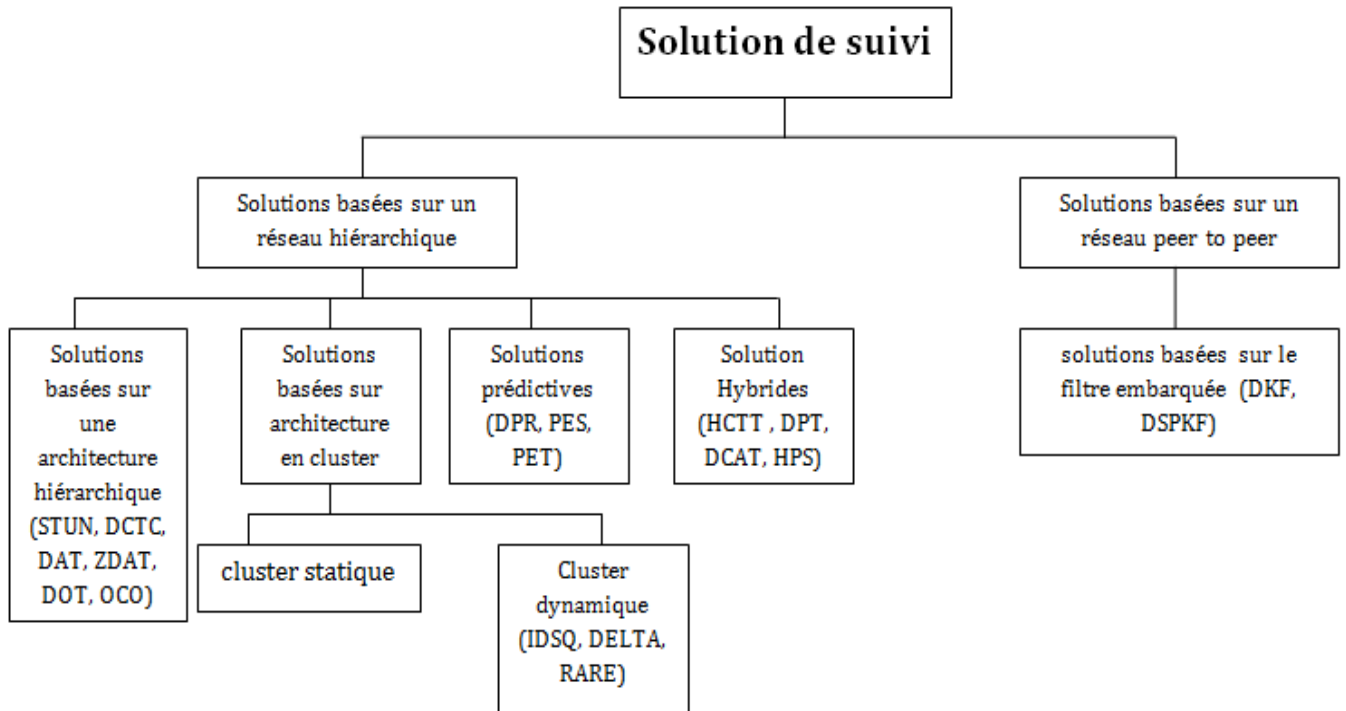 Solution de suivi
Solutions basées sur un
réseau hiérarchique
Solutions basées sur un
réseau peer to peer
Solutions
basées sur
une
architecture
hiérarchique
(STUN, DCTC,
DAT, ZDAT,
DOT, OCO)
Solutions
basées sur
architecture
en cluster
Solutions
prédictives
(DPR, PES,
PET)
Solution
Hybrides
(HCTT , DPT,
DCAT, HPS)
solutions basées sur le
filtre embarquée (DKF,
DSPKF)
cluster statique
Cluster
dynamique
(IDSQ, DELTA,
RARE)